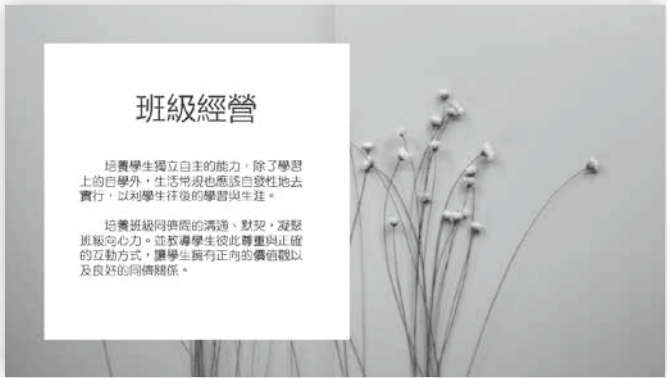 班級經營
培養學生獨立自主的能力，除了學習
上的自學外，生活常規也應該自發性地去
實行，以利學生往後的學習與生涯。
培養班級同儕間的溝通、默契，凝聚
班級向心力。並教導學生彼此尊重與正確
的互動方式，讓學生擁有正向的價值觀以
及良好的同儕關係。